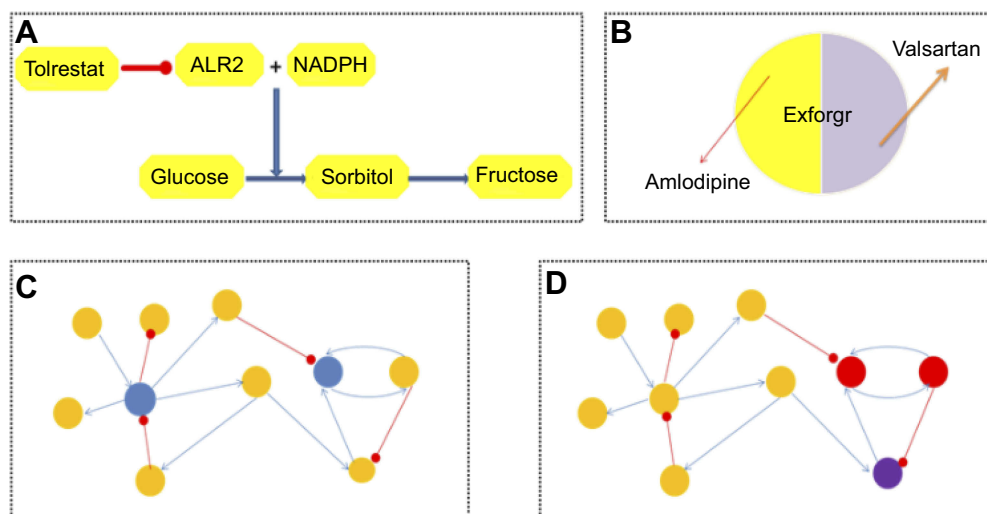 A
Tolrestat
ALR2 + NADPH
Glucose
Sorbitol
Fructose
B
Valsartan
Exforgr
Amlodipine
C
D